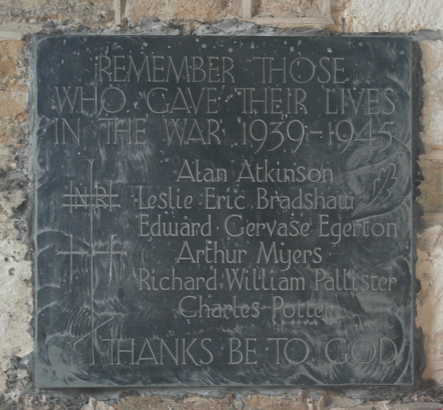 REMEMBER THOSE
WHO GAVE THEIR LIVES
IN THE WAR 1939-1945
Alan Atkinson
Leslie Eric Bradshaw
Edward Gervase Egerton
Arthur Myers
Richard William Pallister
Charles Potter
THANKS BE TO GOD